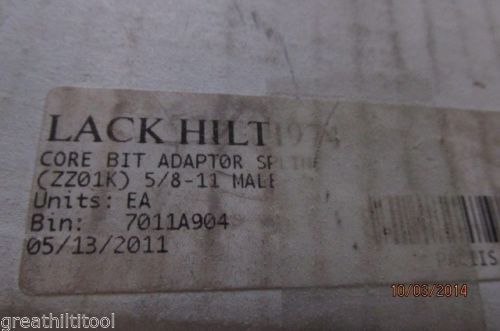 LACK HILT
CORE BIT ADAPTOR SPLINE
(ZZ01K) 5/8-11 MALE
Units: EA
Bin: 7011A904
05/13/2011
10/03/2014
greathiltitool